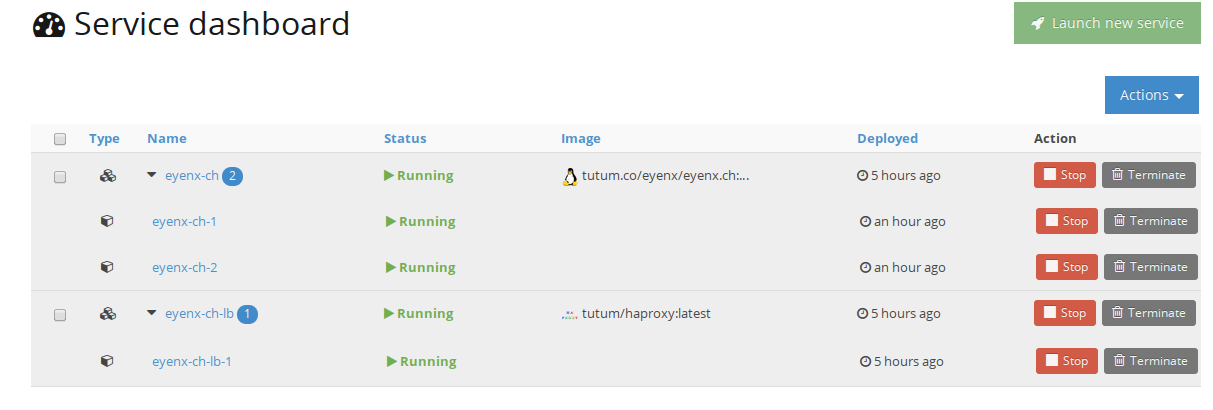 Service dashboard
Launch new service
Actions
Type Name Status Image Deployed Action
eyenx-ch 2 Running tutum.co/eyenx/eyenx.ch:... 5 hours ago Stop Terminate
eyenx-ch-1 Running an hour ago Stop Terminate
eyenx-ch-2 Running an hour ago Stop Terminate
eyenx-ch-lb 1 Running tutum/haproxy:latest 5 hours ago Stop Terminate
eyenx-ch-lb-1 Running 5 hours ago Stop Terminate